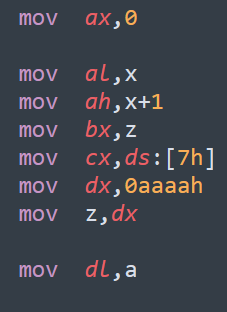 mov ax,0
mov al,x
mov ah,x+1
mov bx,z
mov cx,ds:[7h]
mov dx,0aaaah
mov z,dx
mov dl,a